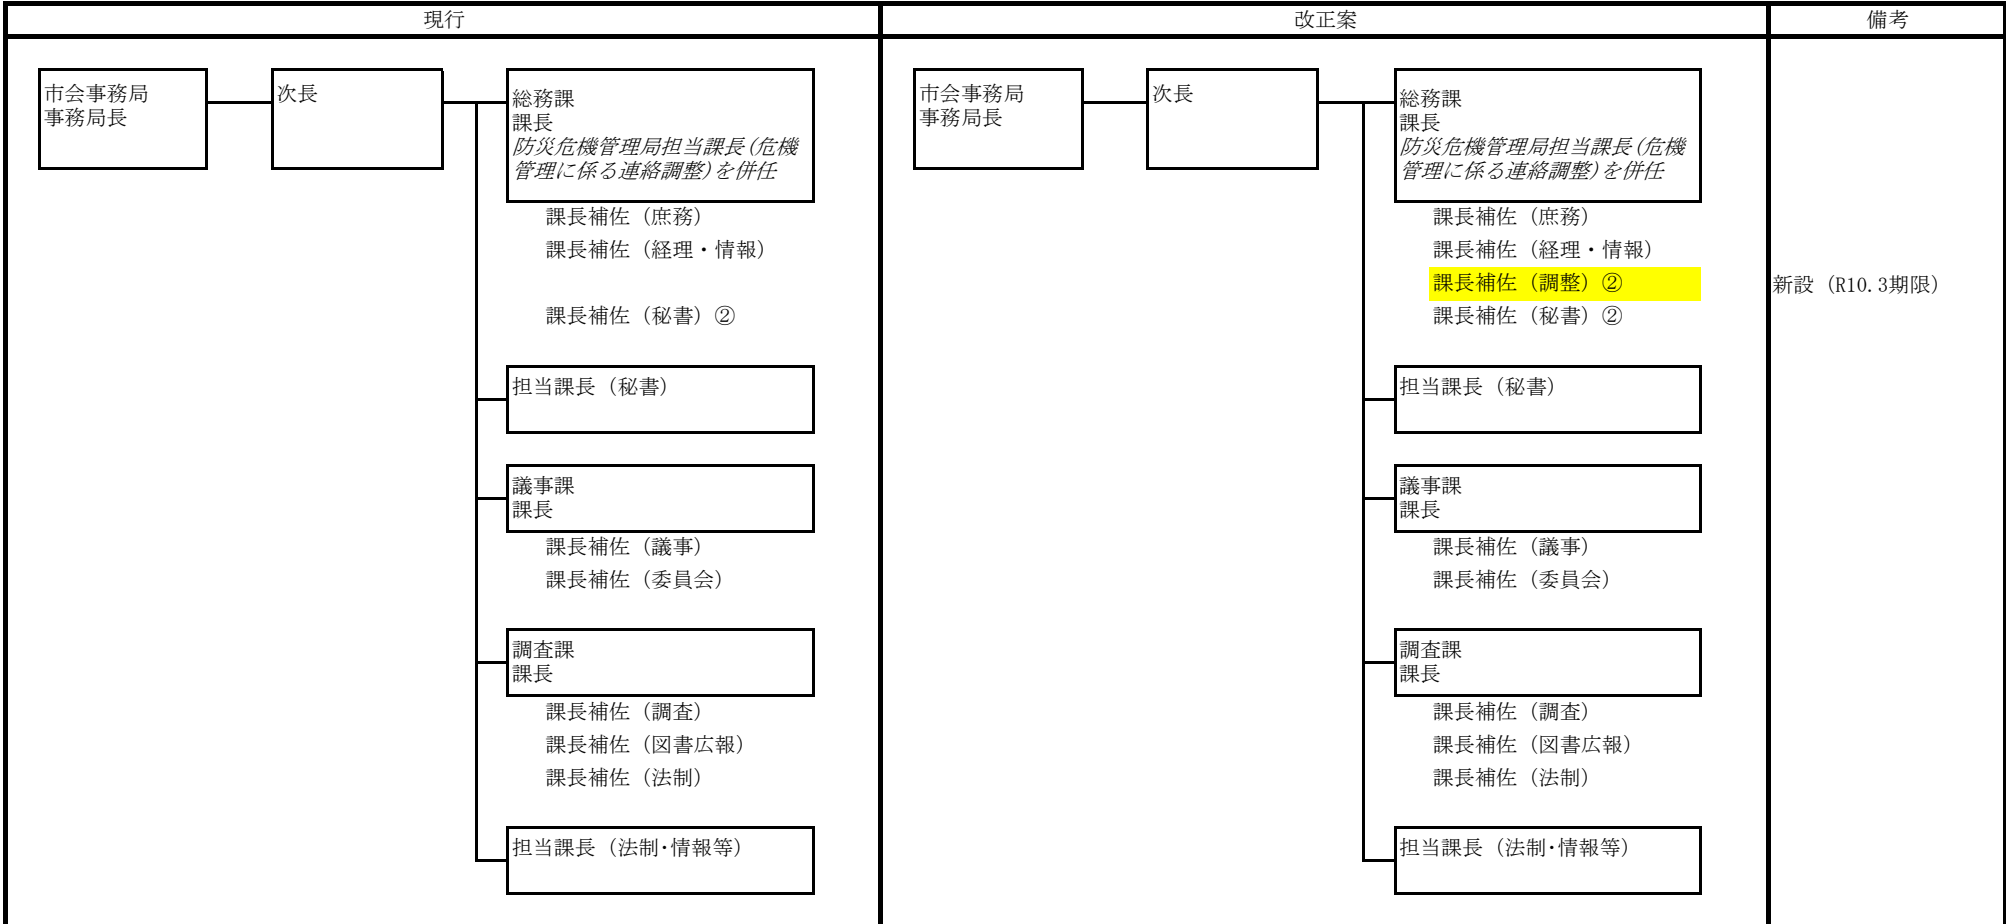 現行
改正案
備考
市会事務局
事務局長
次長
総務課
課長
防災危機管理局担当課長(危機
管理に係る連絡調整)を併任
課長補佐（庶務）
課長補佐（経理・情報）
課長補佐（秘書）②
担当課長（秘書）
議事課
課長
課長補佐（議事）
課長補佐（委員会）
調査課
課長
課長補佐（調査）
課長補佐（図書広報）
課長補佐（法制）
担当課長（法制･情報等）
市会事務局
事務局長
次長
総務課
課長
防災危機管理局担当課長(危機
管理に係る連絡調整)を併任
課長補佐（庶務）
課長補佐（経理・情報）
課長補佐（調整）②
課長補佐（秘書）②
担当課長（秘書）
議事課
課長
課長補佐（議事）
課長補佐（委員会）
調査課
課長
課長補佐（調査）
課長補佐（図書広報）
課長補佐（法制）
担当課長（法制･情報等）
新設（R10.3期限）